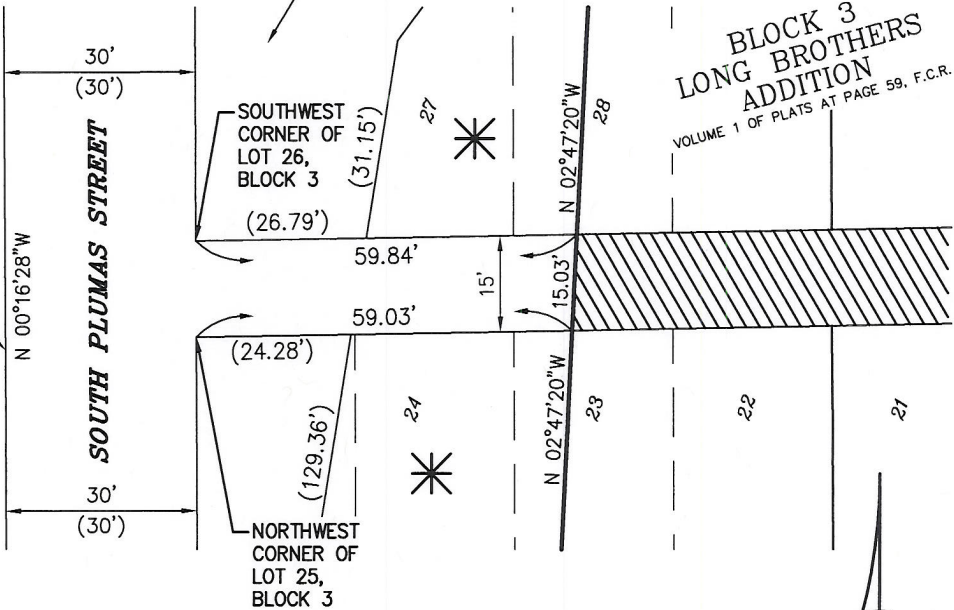 30'
(30')
BLOCK 3
LONG BROTHERS
ADDITION
VOLUME 1 OF PLATS AT PAGE 59, F.C.R.
SOUTHWEST
CORNER OF
LOT 26,
BLOCK 3
(31.15')
27
N 02°47'20"W
28
(26.79')
59.84'
N 00°16'28"W
SOUTH PLUMAS STREET
15'
15.03'
59.03'
(24.28')
(129.36')
24
N 02°47'20"W
23
22
21
30'
(30')
NORTHWEST
CORNER OF
LOT 25,
BLOCK 3